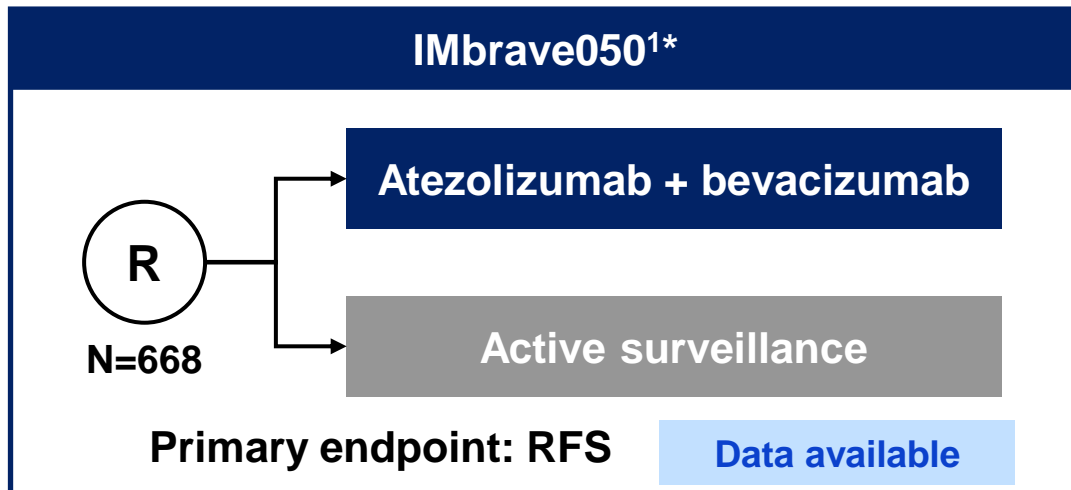 IMbrave050¹*
Atezolizumab + bevacizumab
R
N=668
Active surveillance
Primary endpoint: RFS
Data available